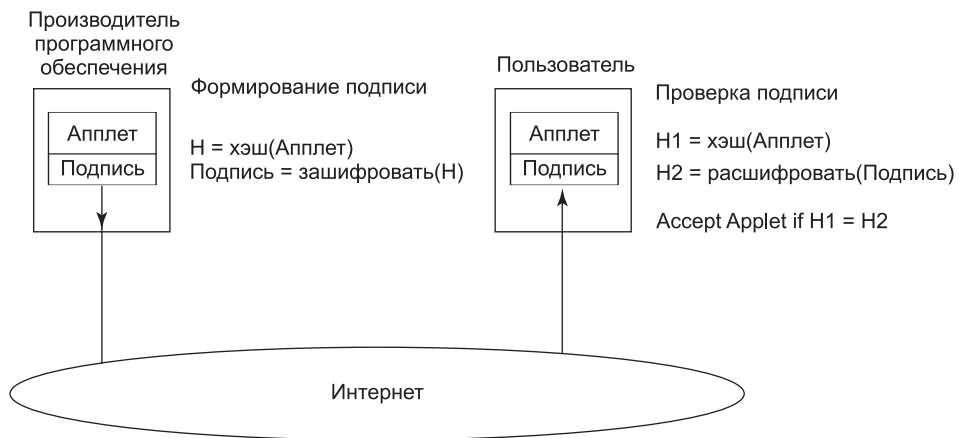 Производитель
программного
обеспечения
Формирование подписи
Апплет
Подпись
H = хэш(Апплет)
Подпись = зашифровать(H)
Пользователь
Проверка подписи
Апплет
Подпись
H1 = хэш(Апплет)
H2 = расшифровать(Подпись)
Accept Applet if H1 = H2
Интернет